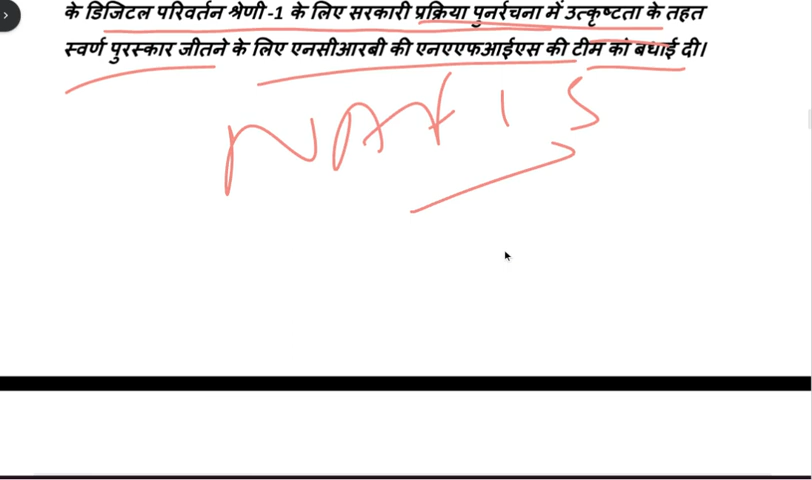 के डिजिटल परिवर्तन श्रेणी -1 के लिए सरकारी प्रक्रिया पुनर्रचना में उत्कृष्टता के तहत
स्वर्ण पुरस्कार जीतने के लिए एनसीआरबी की एनएएफआईएस की टीम को बधाई दी।
NAFIS